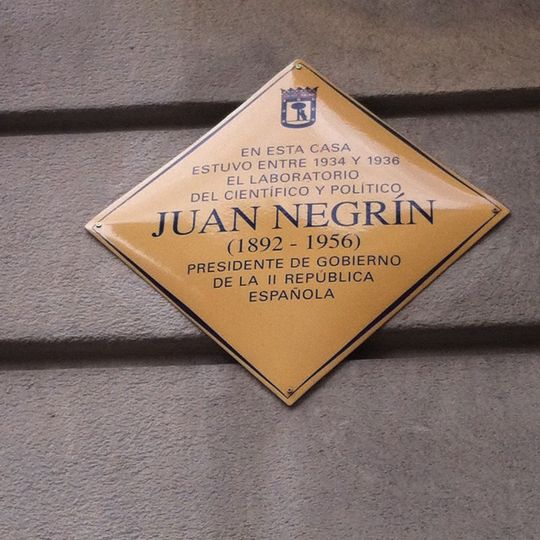 EN ESTA CASA
ESTUVO ENTRE 1934 Y 1936
EL LABORATORIO
DEL CIENTÍFICO Y POLÍTICO
JUAN NEGRÍN
(1892 - 1956)
PRESIDENTE DE GOBIERNO
DE LA II REPÚBLICA
ESPAÑOLA